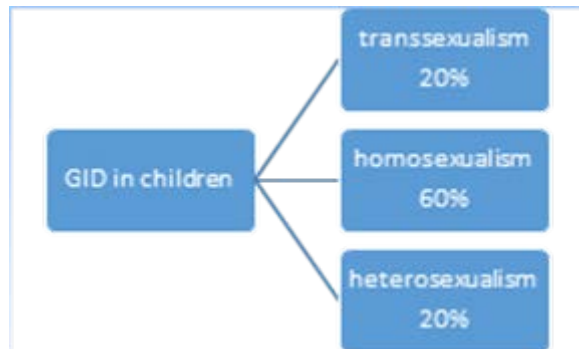 transsexualism
20%
GID in children
homosexualism
60%
heterosexualism
20%